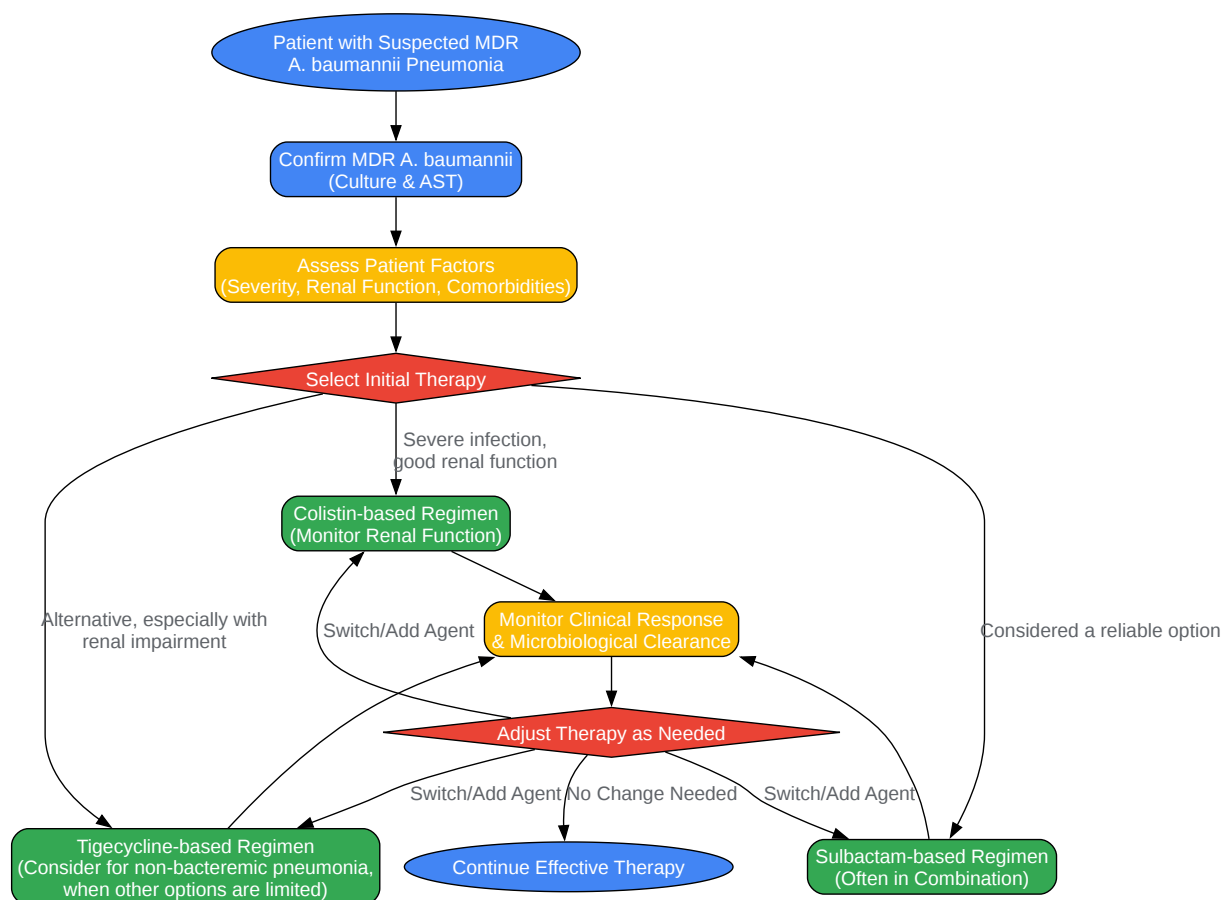 Patient with Suspected MDR
A. baumannii Pneumonia
Confirm MDR A. baumannii
(Culture & AST)
Assess Patient Factors
(Severity, Renal Function, Comorbidities)
Select Initial Therapy
Severe infection,
good renal function
Colistin-based Regimen
(Monitor Renal Function)
Alternative, especially with
renal impairment
Switch/Add Agent
Monitor Clinical Response
& Microbiological Clearance
Considered a reliable option
Adjust Therapy as Needed
Switch/Add Agent
No Change Needed
Switch/Add Agent
Tigecycline-based Regimen
(Consider for non-bacteremic pneumonia,
when other options are limited)
Continue Effective Therapy
Sulbactam-based Regimen
(Often in Combination)